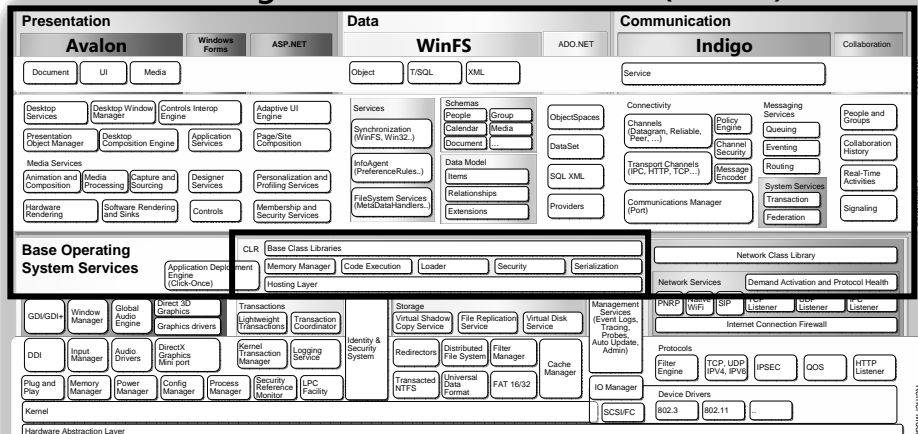 Presentation
Data
Communication
Avalon
Windows
Forms
ASP.NET
WinFS
ADO.NET
Indigo
Collaboration
Document
UI
Media
Object
T/SQL
XML
Service
Desktop
Services
Desktop Window
Manager
Controls Interop
Engine
Adaptive UI
Engine
Presentation
Object Manager
Desktop
Composition Engine
Application
Services
Page/Site
Composition
Media Services
Animation and
Composition
Media
Processing
Capture and
Sourcing
Designer
Services
Personalization and
Profiling Services
Hardware
Rendering
Software Rendering
and Sinks
Controls
Membership and
Security Services
Services
Synchronization
(WinFS, Win32..)
InfoAgent
(PreferenceRules..)
FileSystem Services
(MetaDataHandlers..)
Schemas
People
Group
Calendar
Media
Document
...
Data Model
Items
Relationships
Extensions
ObjectSpaces
DataSet
SQL XML
Providers
Connectivity
Channels
(Datagram, Reliable,
Peer, …)
Policy
Engine
Channel
Security
Transport Channels
(IPC, HTTP, TCP…)
Message
Encoder
Communications Manager
(Port)
Messaging
Services
Queuing
Eventing
Routing
System Services
Transaction
Federation
People and
Groups
Collaboration
History
Real-Time
Activities
Signaling
Base Operating
System Services
Application Deployment
Engine
(Click-Once)
CLR
Base Class Libraries
Memory Manager
Code Execution
Loader
Security
Serialization
Hosting Layer
Network Class Library
Network Services
Demand Activation and Protocol Health
GDI/GDI+
Window
Manager
Global
Audio
Engine
Direct 3D
Graphics
Graphics drivers
Transactions
Lightweight
Transactions
Transaction
Coordinator
Identity &
Security
System
Storage
Virtual Shadow
Copy Service
File Replication
Service
Virtual Disk
Service
Management
Services
(Event Logs,
Tracing,
Probes,
Auto Update,
Admin)
PNRP
Native
WiFi
SIP
TCP
Listener
UDP
Listener
IPC
Listener
Internet Connection Firewall
DDI
Input
Manager
Audio
Drivers
DirectX
Graphics
Mini port
Kernel
Transaction
Manager
Logging
Service
Redirectors
Distributed
File System
Filter
Manager
Cache
Manager
Protocols
Filter
Engine
TCP, UDP
IPV4, IPV6
IPSEC
QOS
HTTP
Listener
Plug and
Play
Memory
Manager
Power
Manager
Config
Manager
Process
Manager
Security
Reference
Monitor
LPC
Facility
Transacted
NTFS
Universal
Data
Format
FAT 16/32
IO Manager
Device Drivers
802.3
802.11
..
Kernel
SCSI/FC
Hardware Abstraction Layer